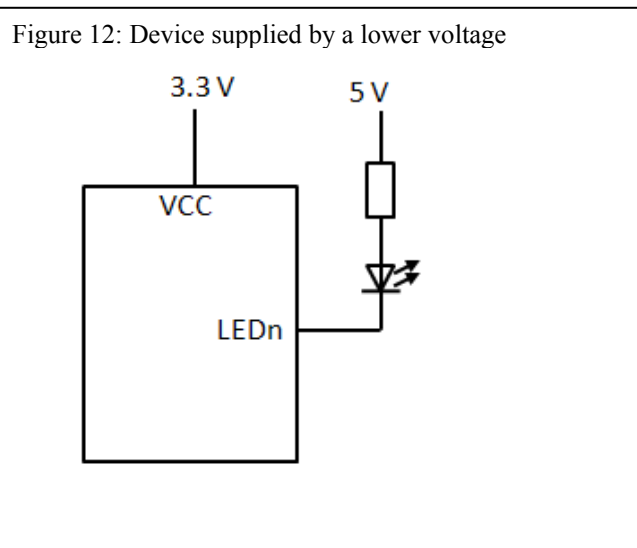 Figure 12: Device supplied by a lower voltage
3.3 V
5 V
VCC
LEDn